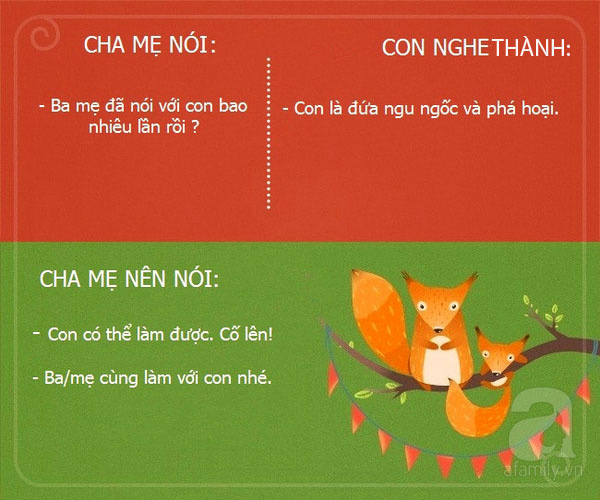 CHA MẸ NÓI:
- Ba mẹ đã nói với con bao
nhiêu lần rồi ?
CON NGHE THÀNH:
- Con là đứa ngu ngốc và phá hoại.
CHA MẸ NÊN NÓI:
- Con có thể làm được. Cố lên!
- Ba/mẹ cùng làm với con nhé.
a
afamily.vn